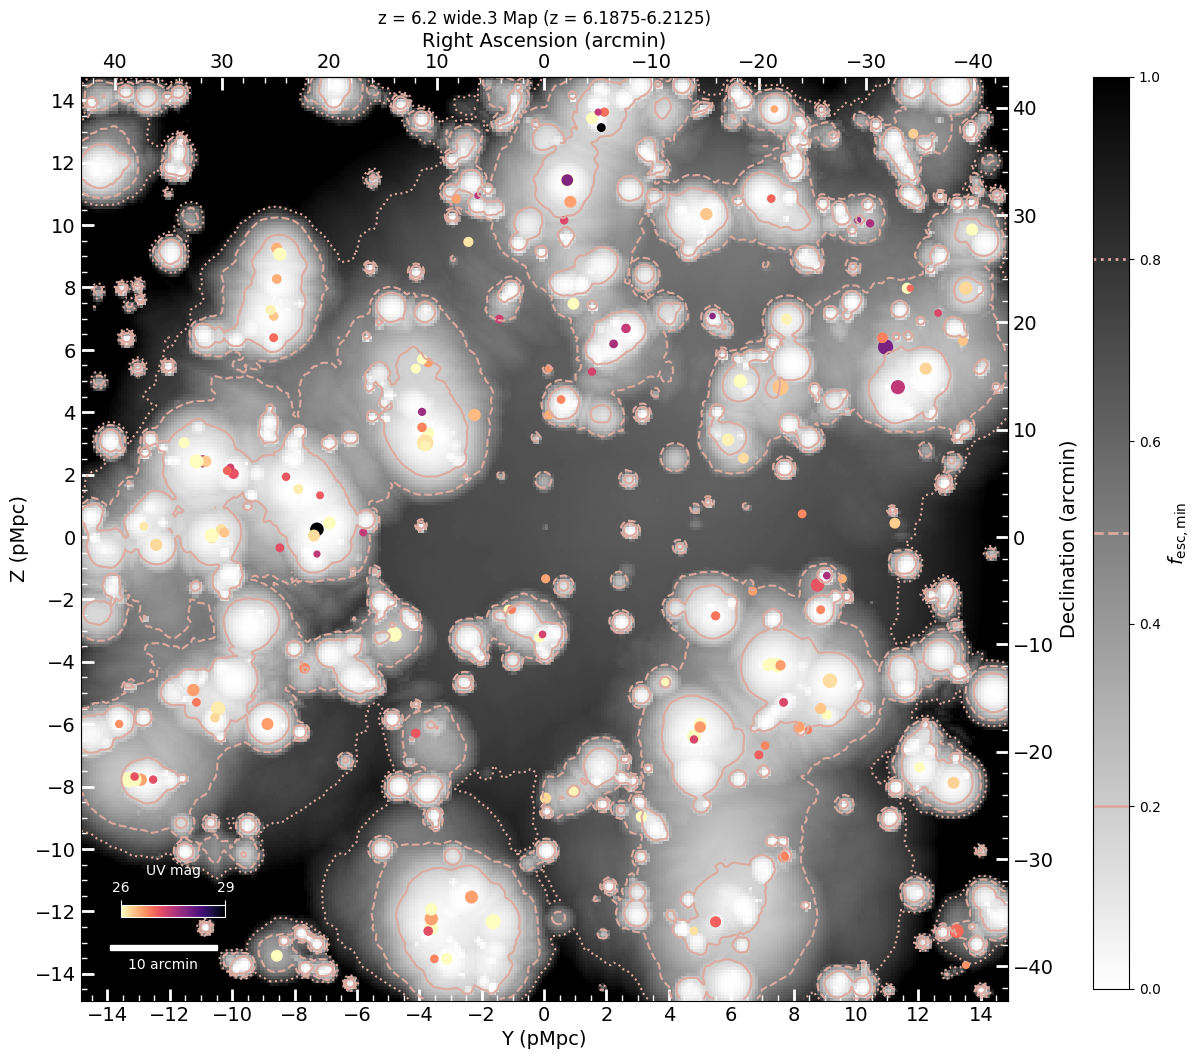 z = 6.2 wide.3 Map (z = 6.1875-6.2125)
Right Ascension (arcmin)
40 30 20 10 0 −10 −20 −30 −40
14 12 10 8 6 4 2 0 −2 −4 −6 −8 −10 −12 −14
Z (pMpc)
40 30 20 10 0 −10 −20 −30 −40
Declination (arcmin)
UV mag
26 29
10 arcmin
−14 −12 −10 −8 −6 −4 −2 0 2 4 6 8 10 12 14
Y (pMpc)
1.0
0.8
0.6
0.4
0.2
0.0
f_esc,min